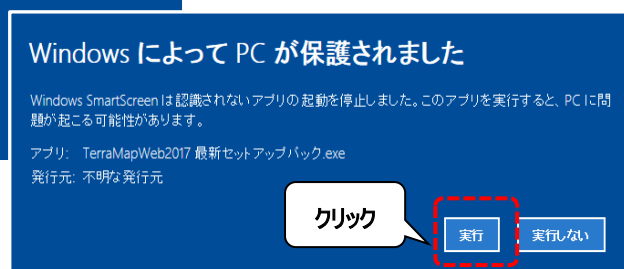 Windows によって PC が保護されました
Windows SmartScreen は認識されないアプリの起動を停止しました。このアプリを実行すると、PC に問
題が起こる可能性があります。
アプリ: TerraMapWeb2017 最新セットアップパック.exe
発行元: 不明な発行元
クリック
実行
実行しない